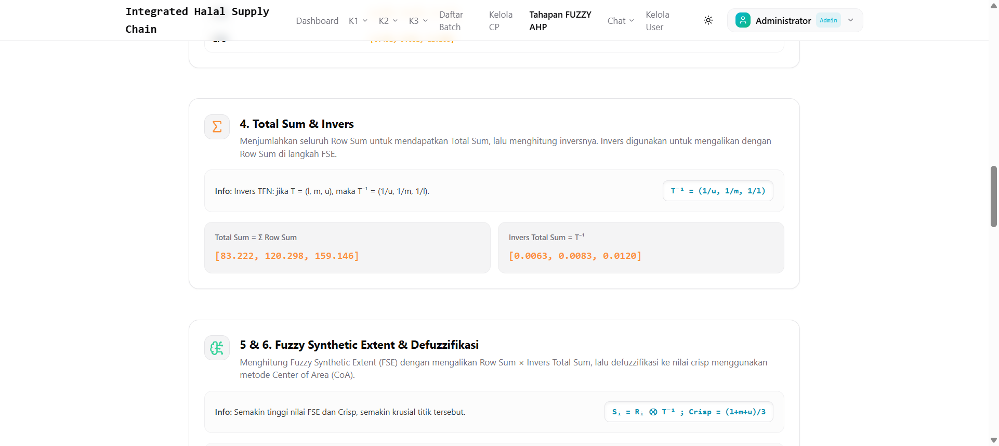 Integrated Halal Supply Chain
Dashboard
K1
K2
K3
Daftar Batch
Kelola CP
Tahapan FUZZY AHP
Chat
Kelola User
Administrator
Admin
4. Total Sum & Invers
Menjumlahkan seluruh Row Sum untuk mendapatkan Total Sum, lalu menghitung inversnya. Invers digunakan untuk mengalikan dengan
Row Sum di langkah FSE.
Info: Invers TFN: jika T = (l, m, u), maka T⁻¹ = (1/u, 1/m, 1/l).
T⁻¹ = (1/u, 1/m, 1/l)
Total Sum = Σ Row Sum
[83.222, 120.298, 159.146]
Invers Total Sum = T⁻¹
[0.0063, 0.0083, 0.0120]
5 & 6. Fuzzy Synthetic Extent & Defuzzifikasi
Menghitung Fuzzy Synthetic Extent (FSE) dengan mengalikan Row Sum × Invers Total Sum, lalu defuzzifikasi ke nilai crisp menggunakan
metode Center of Area (CoA).
Info: Semakin tinggi nilai FSE dan Crisp, semakin krusial titik tersebut.
Sᵢ = Rᵢ ⊗ T⁻¹ ; Crisp = (l+m+u)/3